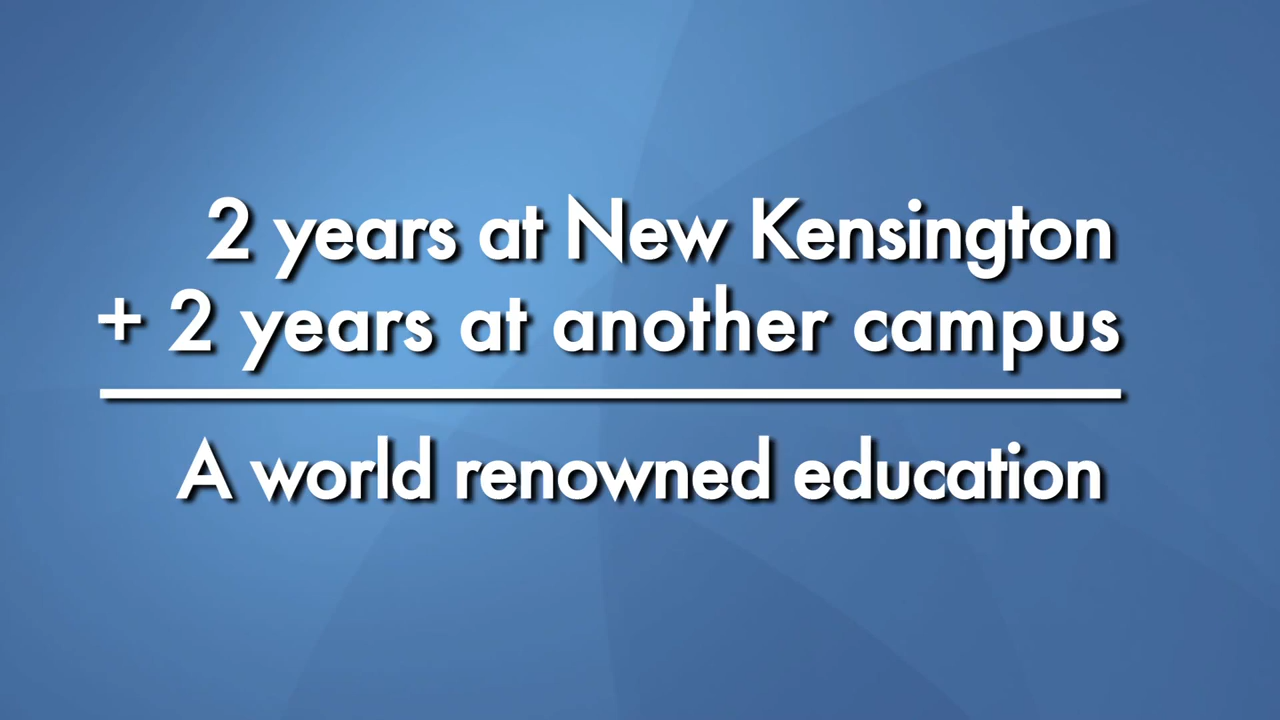 2 years at New Kensington
+ 2 years at another campus
A world renowned education